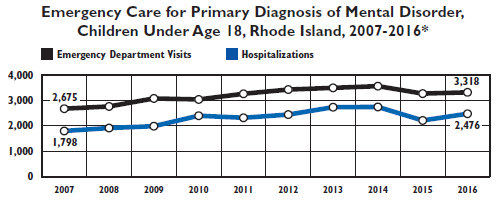 Emergency Care for Primary Diagnosis of Mental Disorder,
Children Under Age 18, Rhode Island, 2007-2016*
Emergency Department Visits Hospitalizations
4,000
3,318
3,000
2,675
2,000
2,476
1,798
1,000
0
2007 2008 2009 2010 2011 2012 2013 2014 2015 2016